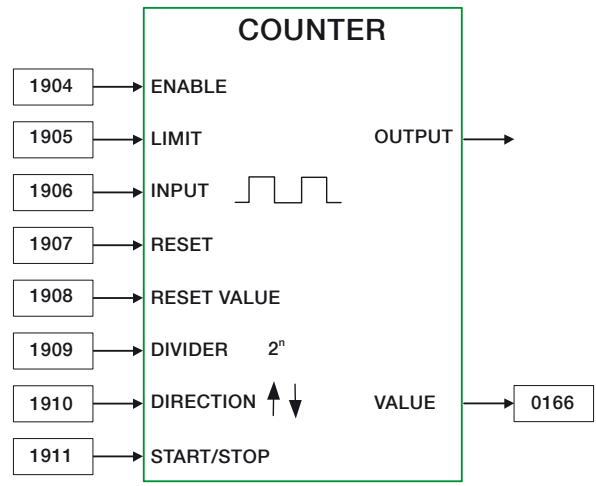 COUNTER
1904 ENABLE
1905 LIMIT OUTPUT
1906 INPUT
1907 RESET
1908 RESET VALUE
1909 DIVIDER 2ⁿ
1910 DIRECTION VALUE 0166
1911 START/STOP